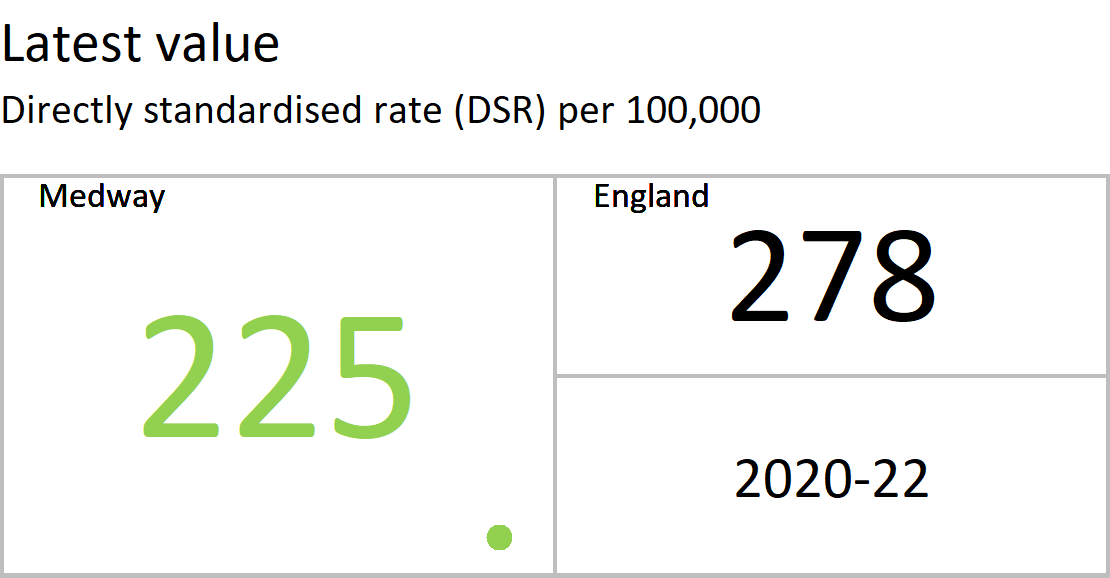 Latest value
Directly standardised rate (DSR) per 100,000
Medway
225
England
278
2020-22